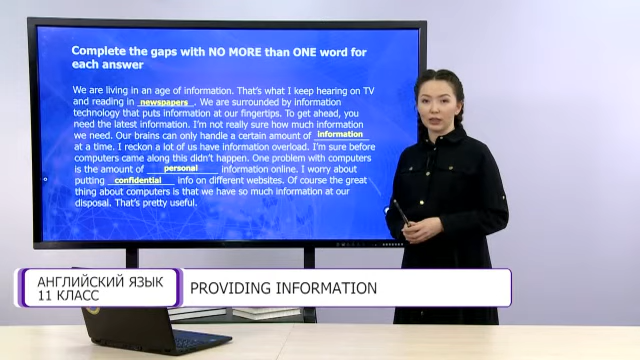 Complete the gaps with NO MORE than ONE word for
each answer
We are living in an age of information. That's what I keep hearing on TV
and reading in newspapers. We are surrounded by information
technology that puts information at our fingertips. To get ahead, you
need the latest information. I'm not really sure how much information
we need. Our brains can only handle a certain amount of information
at a time. I reckon a lot of us have information overload. I'm sure before
computers came along this didn't happen. One problem with computers
is the amount of personal information online. I worry about
putting confidential info on different websites. Of course the great
thing about computers is that we have so much information at our
disposal. That's pretty useful.
АНГЛИЙСКИЙ ЯЗЫК
11 КЛАСС
PROVIDING INFORMATION